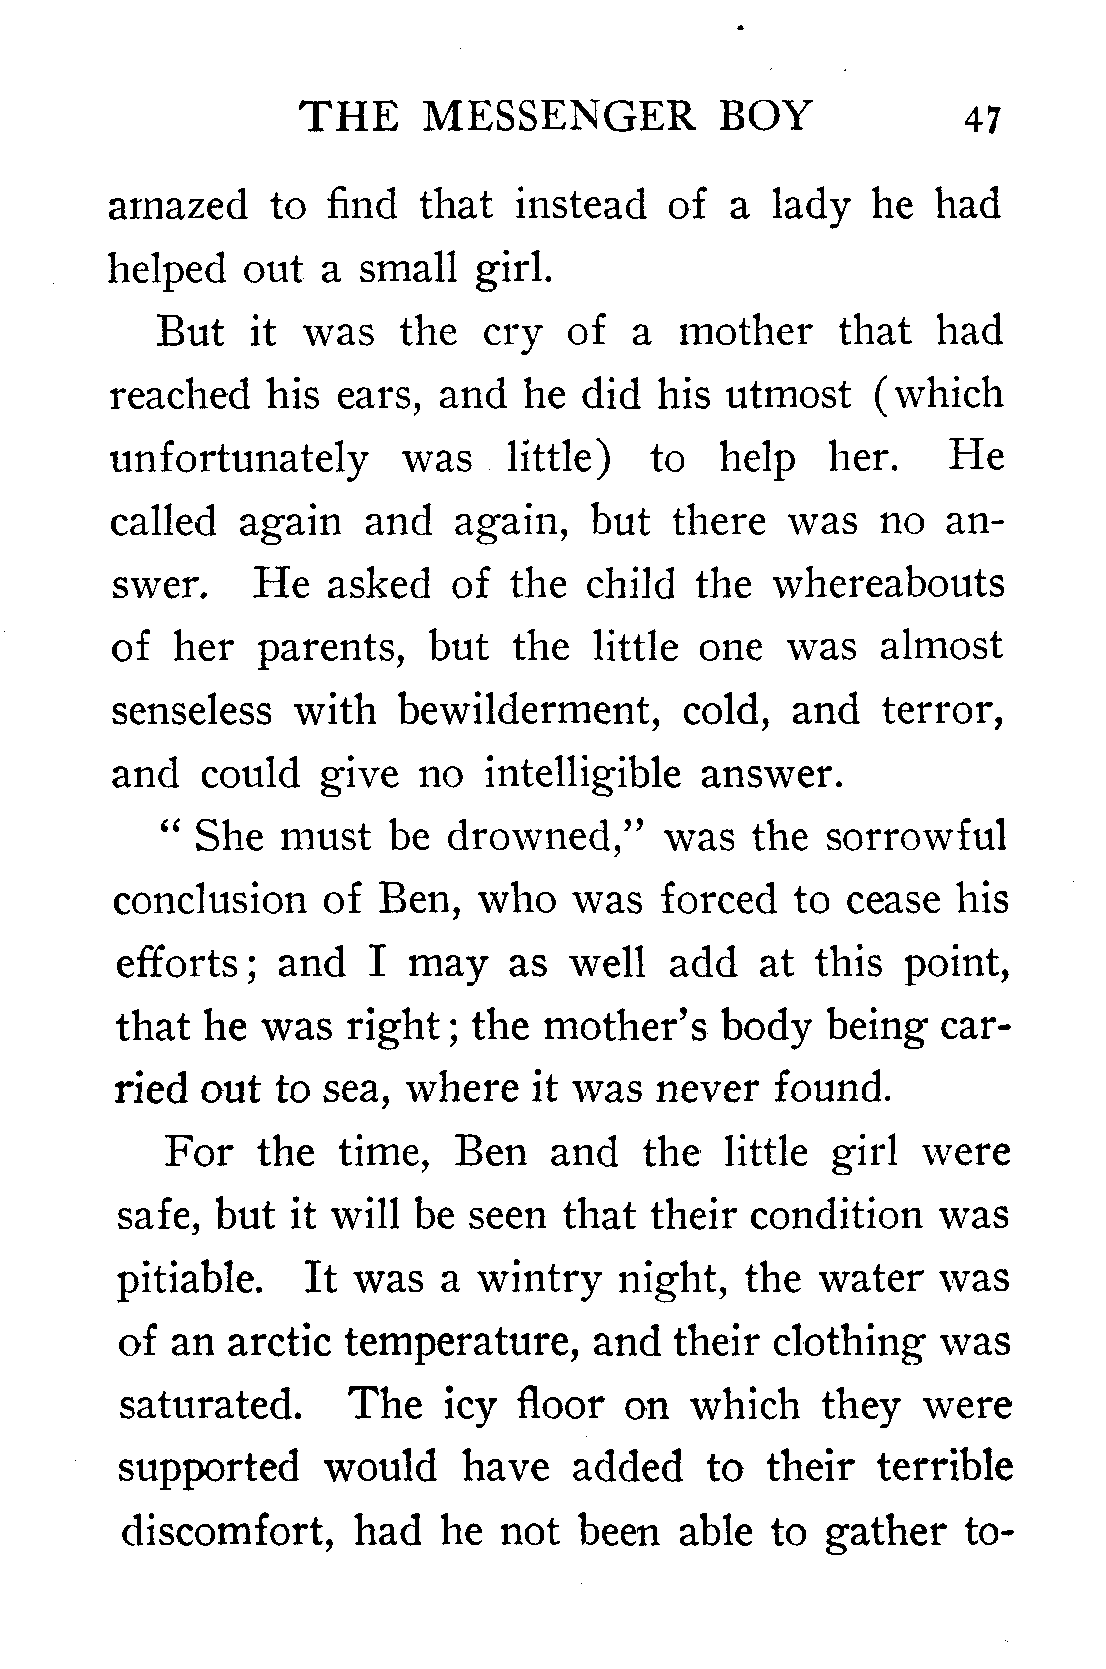 THE MESSENGER BOY 47
amazed to find that instead of a lady he had
helped out a small girl.
But it was the cry of a mother that had
reached his ears, and he did his utmost (which
unfortunately was little) to help her. He
called again and again, but there was no an-
swer. He asked of the child the whereabouts
of her parents, but the little one was almost
senseless with bewilderment, cold, and terror,
and could give no intelligible answer.
“ She must be drowned,” was the sorrowful
conclusion of Ben, who was forced to cease his
efforts; and I may as well add at this point,
that he was right; the mother’s body being car-
ried out to sea, where it was never found.
For the time, Ben and the little girl were
safe, but it will be seen that their condition was
pitiable. It was a wintry night, the water was
of an arctic temperature, and their clothing was
saturated. The icy floor on which they were
supported would have added to their terrible
discomfort, had he not been able to gather to-